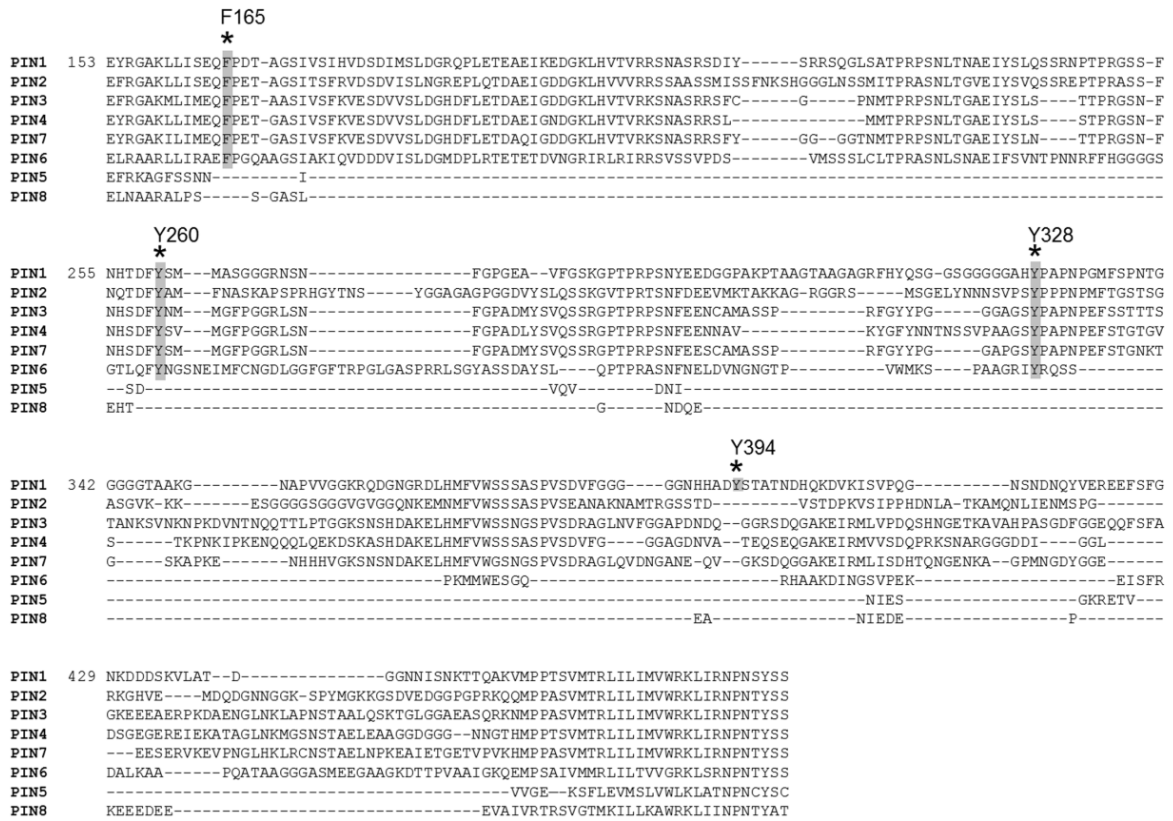 F165
*
PIN1 153 EYRGAKLLISEQFPDT-AGSIVSIHVDSDIMSLDGRQPLETEAEIKEDGKLHVTVRRSNASRSDIY------SRRSQGLSATPRPSNLTNAEIYSLQSSRNPTPRGSS-F
PIN2 EFRGAKLLISEQFPET-AGSITSFRVDSDVISLNGREPLQTDAEIGDDGKLHVVVRRSSAASSMISSFNKSHGGGLNSSMITPRASNLTGVEIYSVQSSREPTPRASS-F
PIN3 EFRGAKMLIMEQFPET-AASIVSFKVESDVVSLDGHDFLETDAEIGDDGKLHVTVRKSNASRRSFC------G----PNMTPRPSNLTGAEIYSLS----TTPRGSN-F
PIN4 EFRGAKLLIMEQFPET-GASIVSFKVESDVVSLDGHDFLETDAEIGNDGKLHVTVRKSNASRRSL------------MMTPRPSNLTGAEIYSLS----STPRGSN-F
PIN7 EYRGAKILIMEQFPET-GASIVSFKVESDVVSLDGHDFLETDAQIGDDGKLHVTVRKSNASRRSFY------GG--GGTNMTPRPSNLTGAEIYSLN----TTPRGSN-F
PIN6 ELRAARLLIRAEFPGQAAGSIAKIQVDDDVISLDGMDPLRTETETDVNGRIRLRIRRSVSSVPDS------VMSSSLCLTPRASNLSNAEIFSVNTPNNRFFHGGGGS
PIN5 EFRKAGFSSNN---------I-----------------------------------------------------------------------------------------
PIN8 ELNAARALPS-----S-GASL-----------------------------------------------------------------------------------------
Y260 Y328
* *
PIN1 255 NHTDFYSM---MASGGGRNSN----------------FGPGEA--VFGSKGPTPRPSNYEEDGGPAKPTAAGTAAGAGRFHYQSG-GSGGGGGAHYPAPNPGMFSPNTG
PIN2 NQTDFYAM---FNASKAPSPRHGYTNS-----YGGAGAGPGGDVYSLQSSKGVTPRTSNFDEEVMKTAKKAG-RGGRS----MSGELYNNNSVPSYPPPNPMFTGSTSG
PIN3 NHSDFYNM---MGFPGGRLSN----------------FGPADMYSVQSSRGPTPRPSNFEENCAMASSP------RFGYYPG------GGAGSYPAPNPEFSSTTTS
PIN4 NHSDFYSV---MGFPGGRLSN----------------FGPADLYSVQSSRGPTPRPSNFEENNAV--------KYGFYNNTNSSVPAAGSYPAPNPEFSTGTGV
PIN7 NHSDFYSM---MGFPGGRLSN----------------FGPADMYSVQSSRGPTPRPSNFEESCAMASSP------RFGYYPG------GAPGSYPAPNPEFSTGNKT
PIN6 GTLQFYNGSNEIMFCNGDLGGFGFTRPGLGASPRRLSGYASSDAYSL---QPTPRASNFNELDVNGNGTP------VWMKS----PAAGRIYRQSS----------
PIN5 --SD------------------------------------------VQV-----DNI-----------------------------------------------------
PIN8 EHT------------------------------------------------G------NDQE------------------------------------------------
Y394
*
PIN1 342 GGGGTAAKG-------NAPVVGGKRQDGNGRDLHMFVWSSSASPVSDVFGGG-----GGNHHADYSTATNDHQKDVKISVPQG-------NSNDNQYVEREEFSFG
PIN2 ASGVK-KK-----ESGGGGSGGGVGVGGQNKEMNMFVWSSSASPVSEANAKNAMTRGSSTD------VSTDPKVSIPPHDNLA-TKAMQNLIENMSPG-------
PIN3 TANKSVNKNPKDVNTNQQTTLPTGGKSNSHDAKELHMFVWSSNGSPVSDRAGLNVFGGAPDNDQ--GGRSDQGAKEIRMLVPDQSHNGETKAVAHPASGDFGGEQQFSFA
PIN4 S------TKPNKIPKENQQQLQEKDSKASHDAKELHMFVWSSSASPVSDVFG----GGAGDNVA--TEQSEQGAKEIRMVVSDQPRKSNARGGGDDI----GGL------
PIN7 G-----SKAPKE-----NHHHVGKSNSNDAKELHMFVWGSNGSPVSDRAGLQVDNGANE-QV--GKSDQGGAKEIRMLISDHTQNGENKA---GPMNGDYGGE------
PIN6 -----------------------------------PKMMWESGQ--------------------------RHAAKDINGSVPEK---------------------EISFR
PIN5 -------------------------------------------------------------------------------NIES------------------GKRETV---
PIN8 -------------------------------------------------------------EA---------------NIEDE-----------------P---------
PIN1 429 NKDDDSKVLAT--D---------------GGNNISNKTTQAKVMPPTSVMTRLILIMVWRKLIRNPNSYSS
PIN2 RKGHVE----MDQDGNNGGK-SPYMGKKGSDVEDGGPGPRKQQMPPASVMTRLILIMVWRKLIRNPNTYSS
PIN3 GKEEEAERPKDAENGLNKLAPNSTAALQSKTGLGGAEASQRKNMPPASVMTRLILIMVWRKLIRNPNTYSS
PIN4 DSGEGEREIEKATAGLNKMGSNSTAELEAAGGDGGG--NNGTHMPPTSVMTRLILIMVWRKLIRNPNTYSS
PIN7 ---EESERVKEVPNGLHKLRCNSTAELNPKEAIETGETVPVKHMPPASVMTRLILIMVWRKLIRNPNTYSS
PIN6 DALKAA------PQATAAGGGASMEEGAAGKDTTPVAAIGKQEMPSAIVMMRLILTVVGRKLSRNPNTYSS
PIN5 ------------------------------------------VVGE--KSFLEVMSLVWLKLATNPNCYSC
PIN8 KEEEDEE--------------------------------EVAIVRTRSVGTMKILLKAWRKLIINPNTYAT